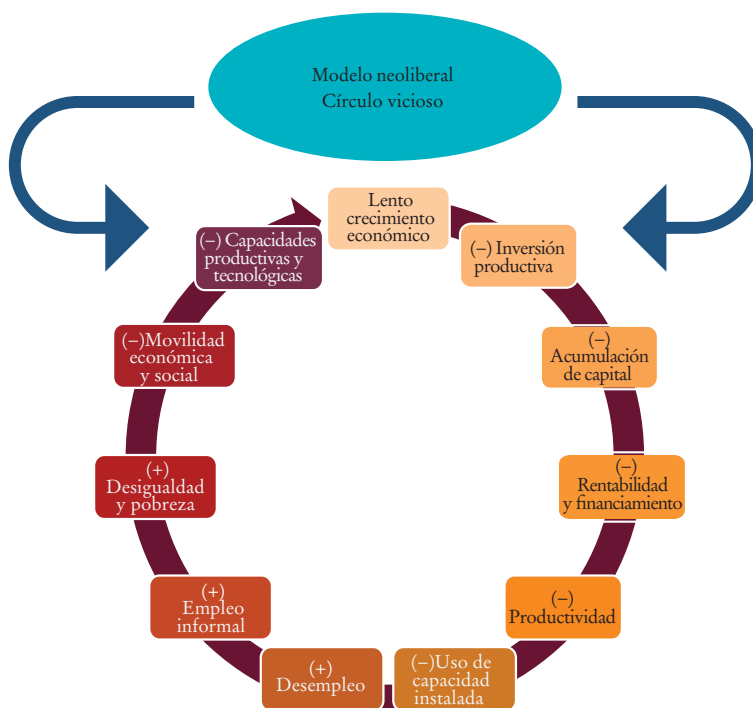 Modelo neoliberal
Círculo vicioso
Lento
crecimiento
económico
(–) Inversión
productiva
(–)
Acumulación
de capital
(–)
Rentabilidad
y financiamiento
(–)
Productividad
(–)Uso de
capacidad
instalada
(+)
Desempleo
(+)
Empleo
informal
(+)
Desigualdad
y pobreza
(–)Movilidad
económica
y social
(–) Capacidades
productivas y
tecnológicas